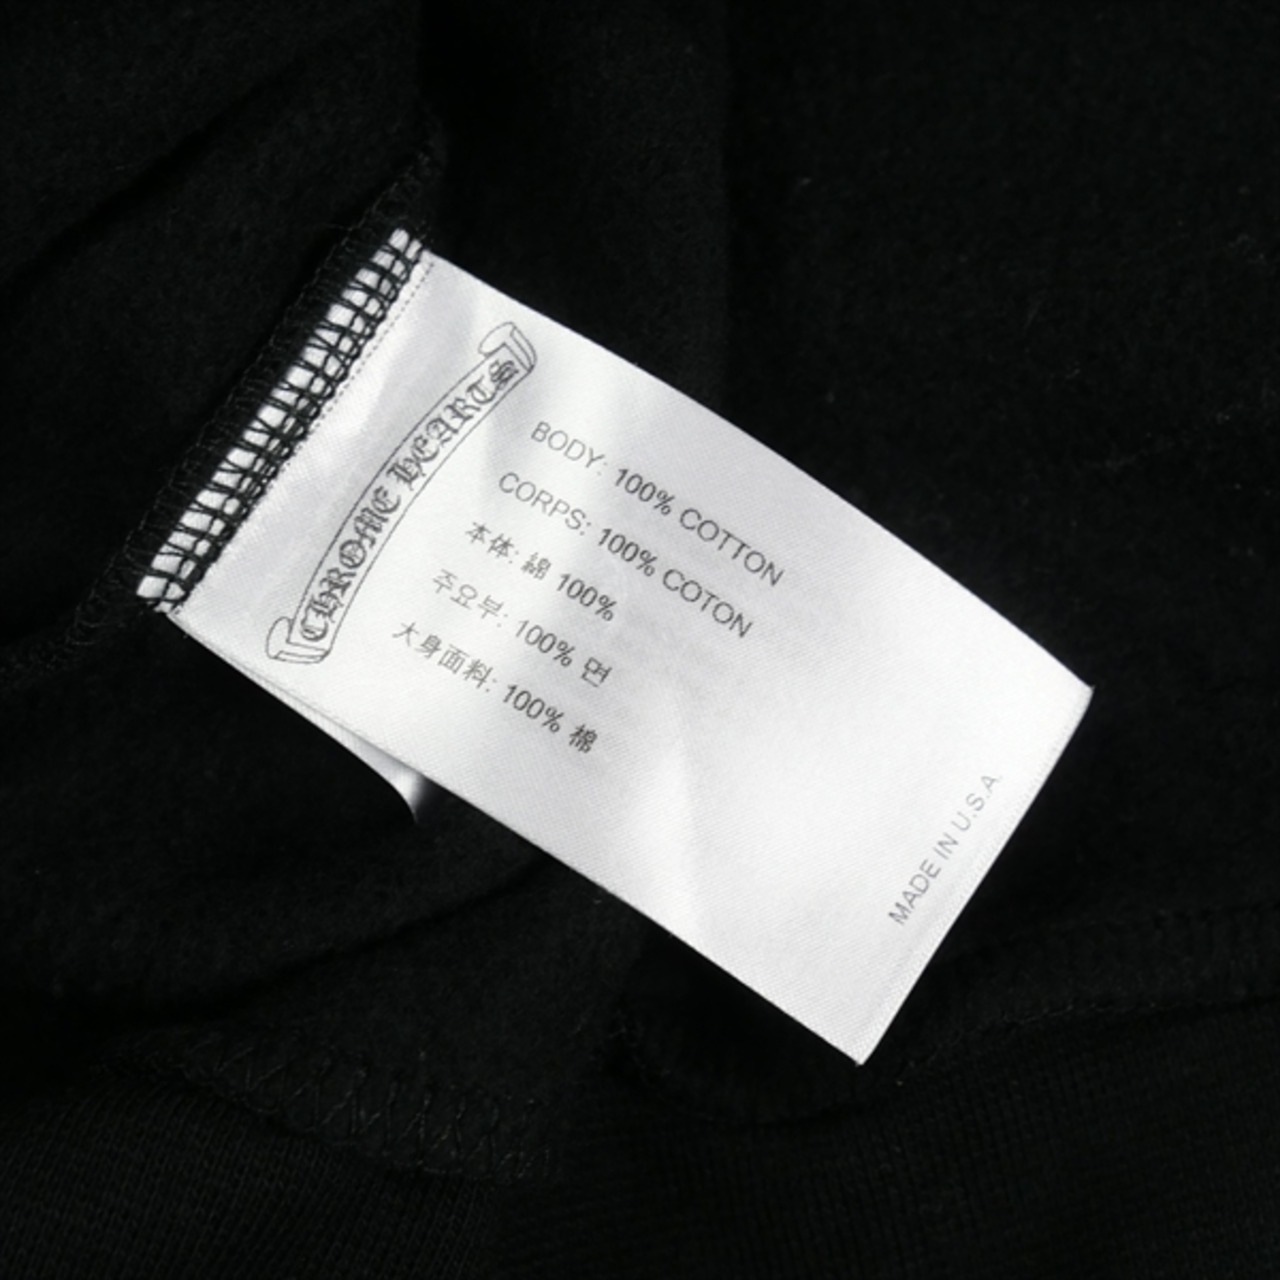 CHROME HEARTS
BODY: 100% COTTON
CORPS: 100% COTON
本体: 綿 100%
주요부: 100% 면
大身面料: 100% 棉
MADE IN U.S.A.